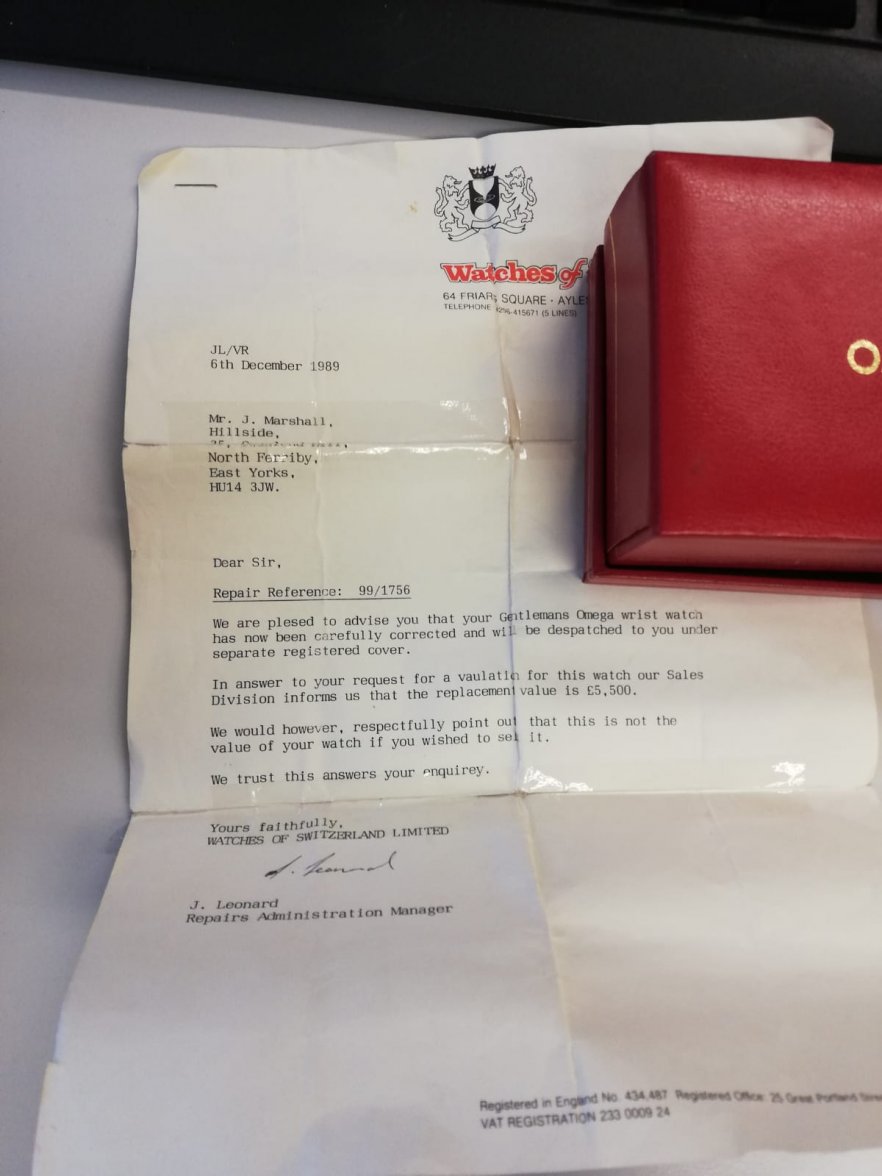 Watches of
64 FRIARS SQUARE · AYLES
TELEPHONE 0296-415671 (5 LINES)
JL/VR
6th December 1989
Mr. J. Marshall,
Hillside,
North Ferriby,
East Yorks,
HU14 3JW.
Dear Sir,
Repair Reference: 99/1756
We are plesed to advise you that your Gentlemans Omega wrist watch
has now been carefully corrected and will be despatched to you under
separate registered cover.
In answer to your request for a vaulation for this watch our Sales
Division informs us that the replacement value is £5,500.
We would however, respectfully point out that this is not the
value of your watch if you wished to sell it.
We trust this answers your enquirey.
Yours faithfully,
WATCHES OF SWITZERLAND LIMITED
J. Leonard
J. Leonard
Repairs Administration Manager
Registered in England No. 434,487 Registered Office: 25 Great Portland Stree
VAT REGISTRATION 233 0009 24
O